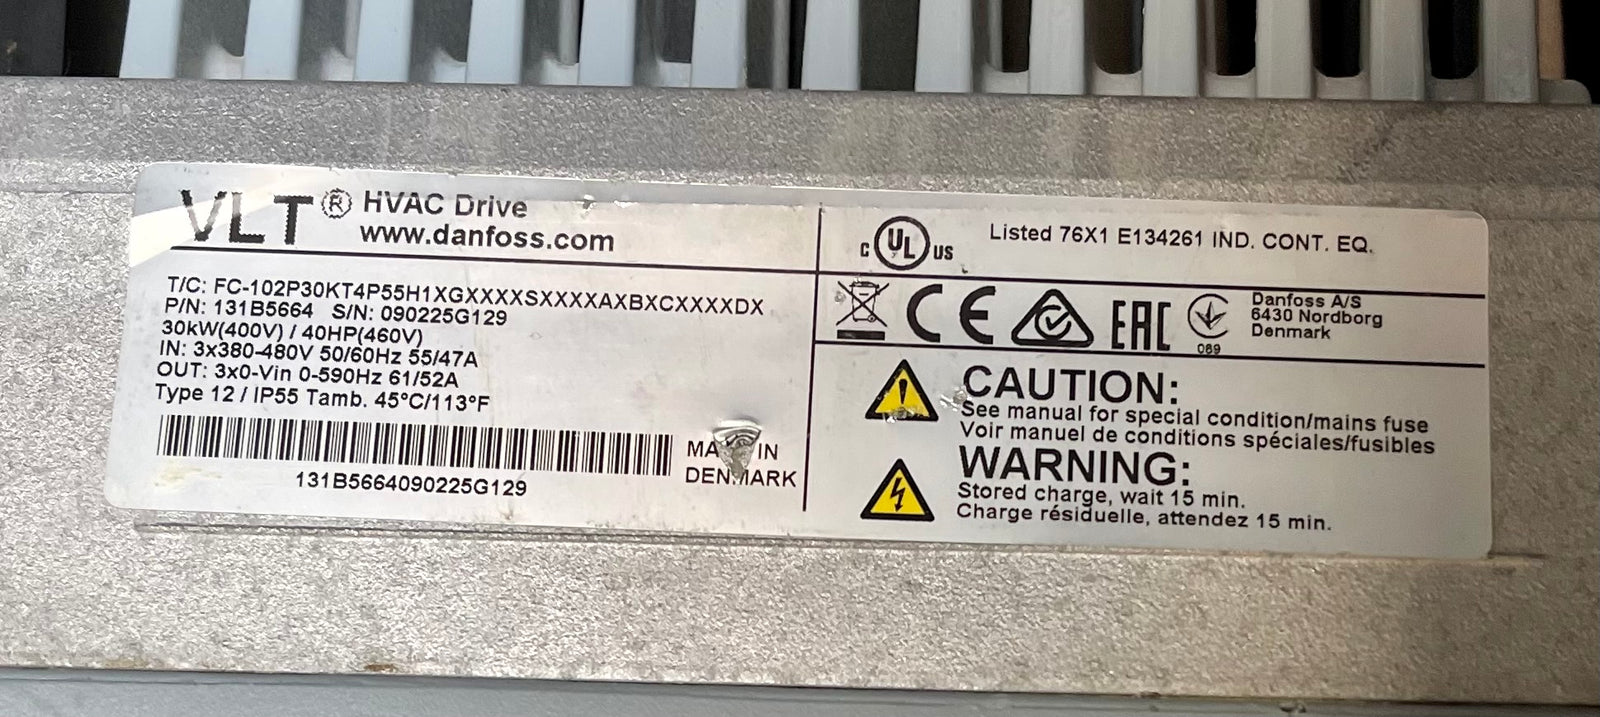 VLT® HVAC Drive
www.danfoss.com
T/C: FC-102P30KT4P55H1XGXXXXSXXXXAXBXCXXXXDX
P/N: 131B5664 S/N: 090225G129
30kW(400V) / 40HP(460V)
IN: 3x380-480V 50/60Hz 55/47A
OUT: 3x0-Vin 0-590Hz 61/52A
Type 12 / IP55 Tamb. 45°C/113°F
MADE IN
DENMARK
131B5664090225G129
C UL US
Listed 76X1 E134261 IND. CONT. EQ.
CE EAC
089
Danfoss A/S
6430 Nordborg
Denmark
CAUTION:
See manual for special condition/mains fuse
Voir manuel de conditions spéciales/fusibles
WARNING:
Stored charge, wait 15 min.
Charge résiduelle, attendez 15 min.